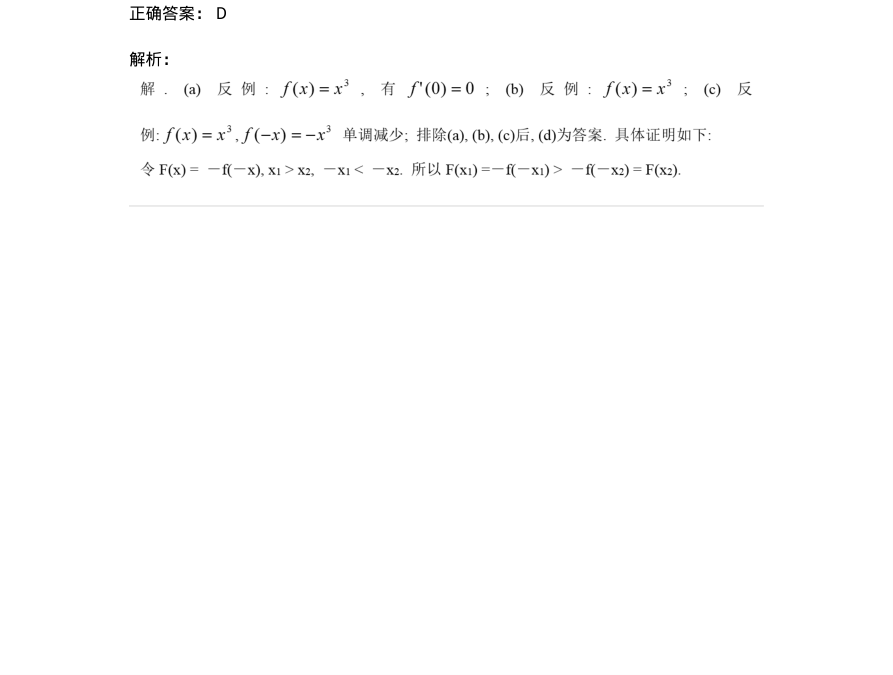 正确答案： D
解析：
解 . (a) 反 例 : f(x) = x³ , 有 f'(0) = 0 ; (b) 反 例 : f(x) = x³ ; (c) 反
例: f(x) = x³ , f(−x) = −x³ 单调减少; 排除(a), (b), (c)后, (d)为答案. 具体证明如下:
令 F(x) = －f(－x), x₁ > x₂, －x₁ < －x₂. 所以 F(x₁) =－f(－x₁) > －f(－x₂) = F(x₂).